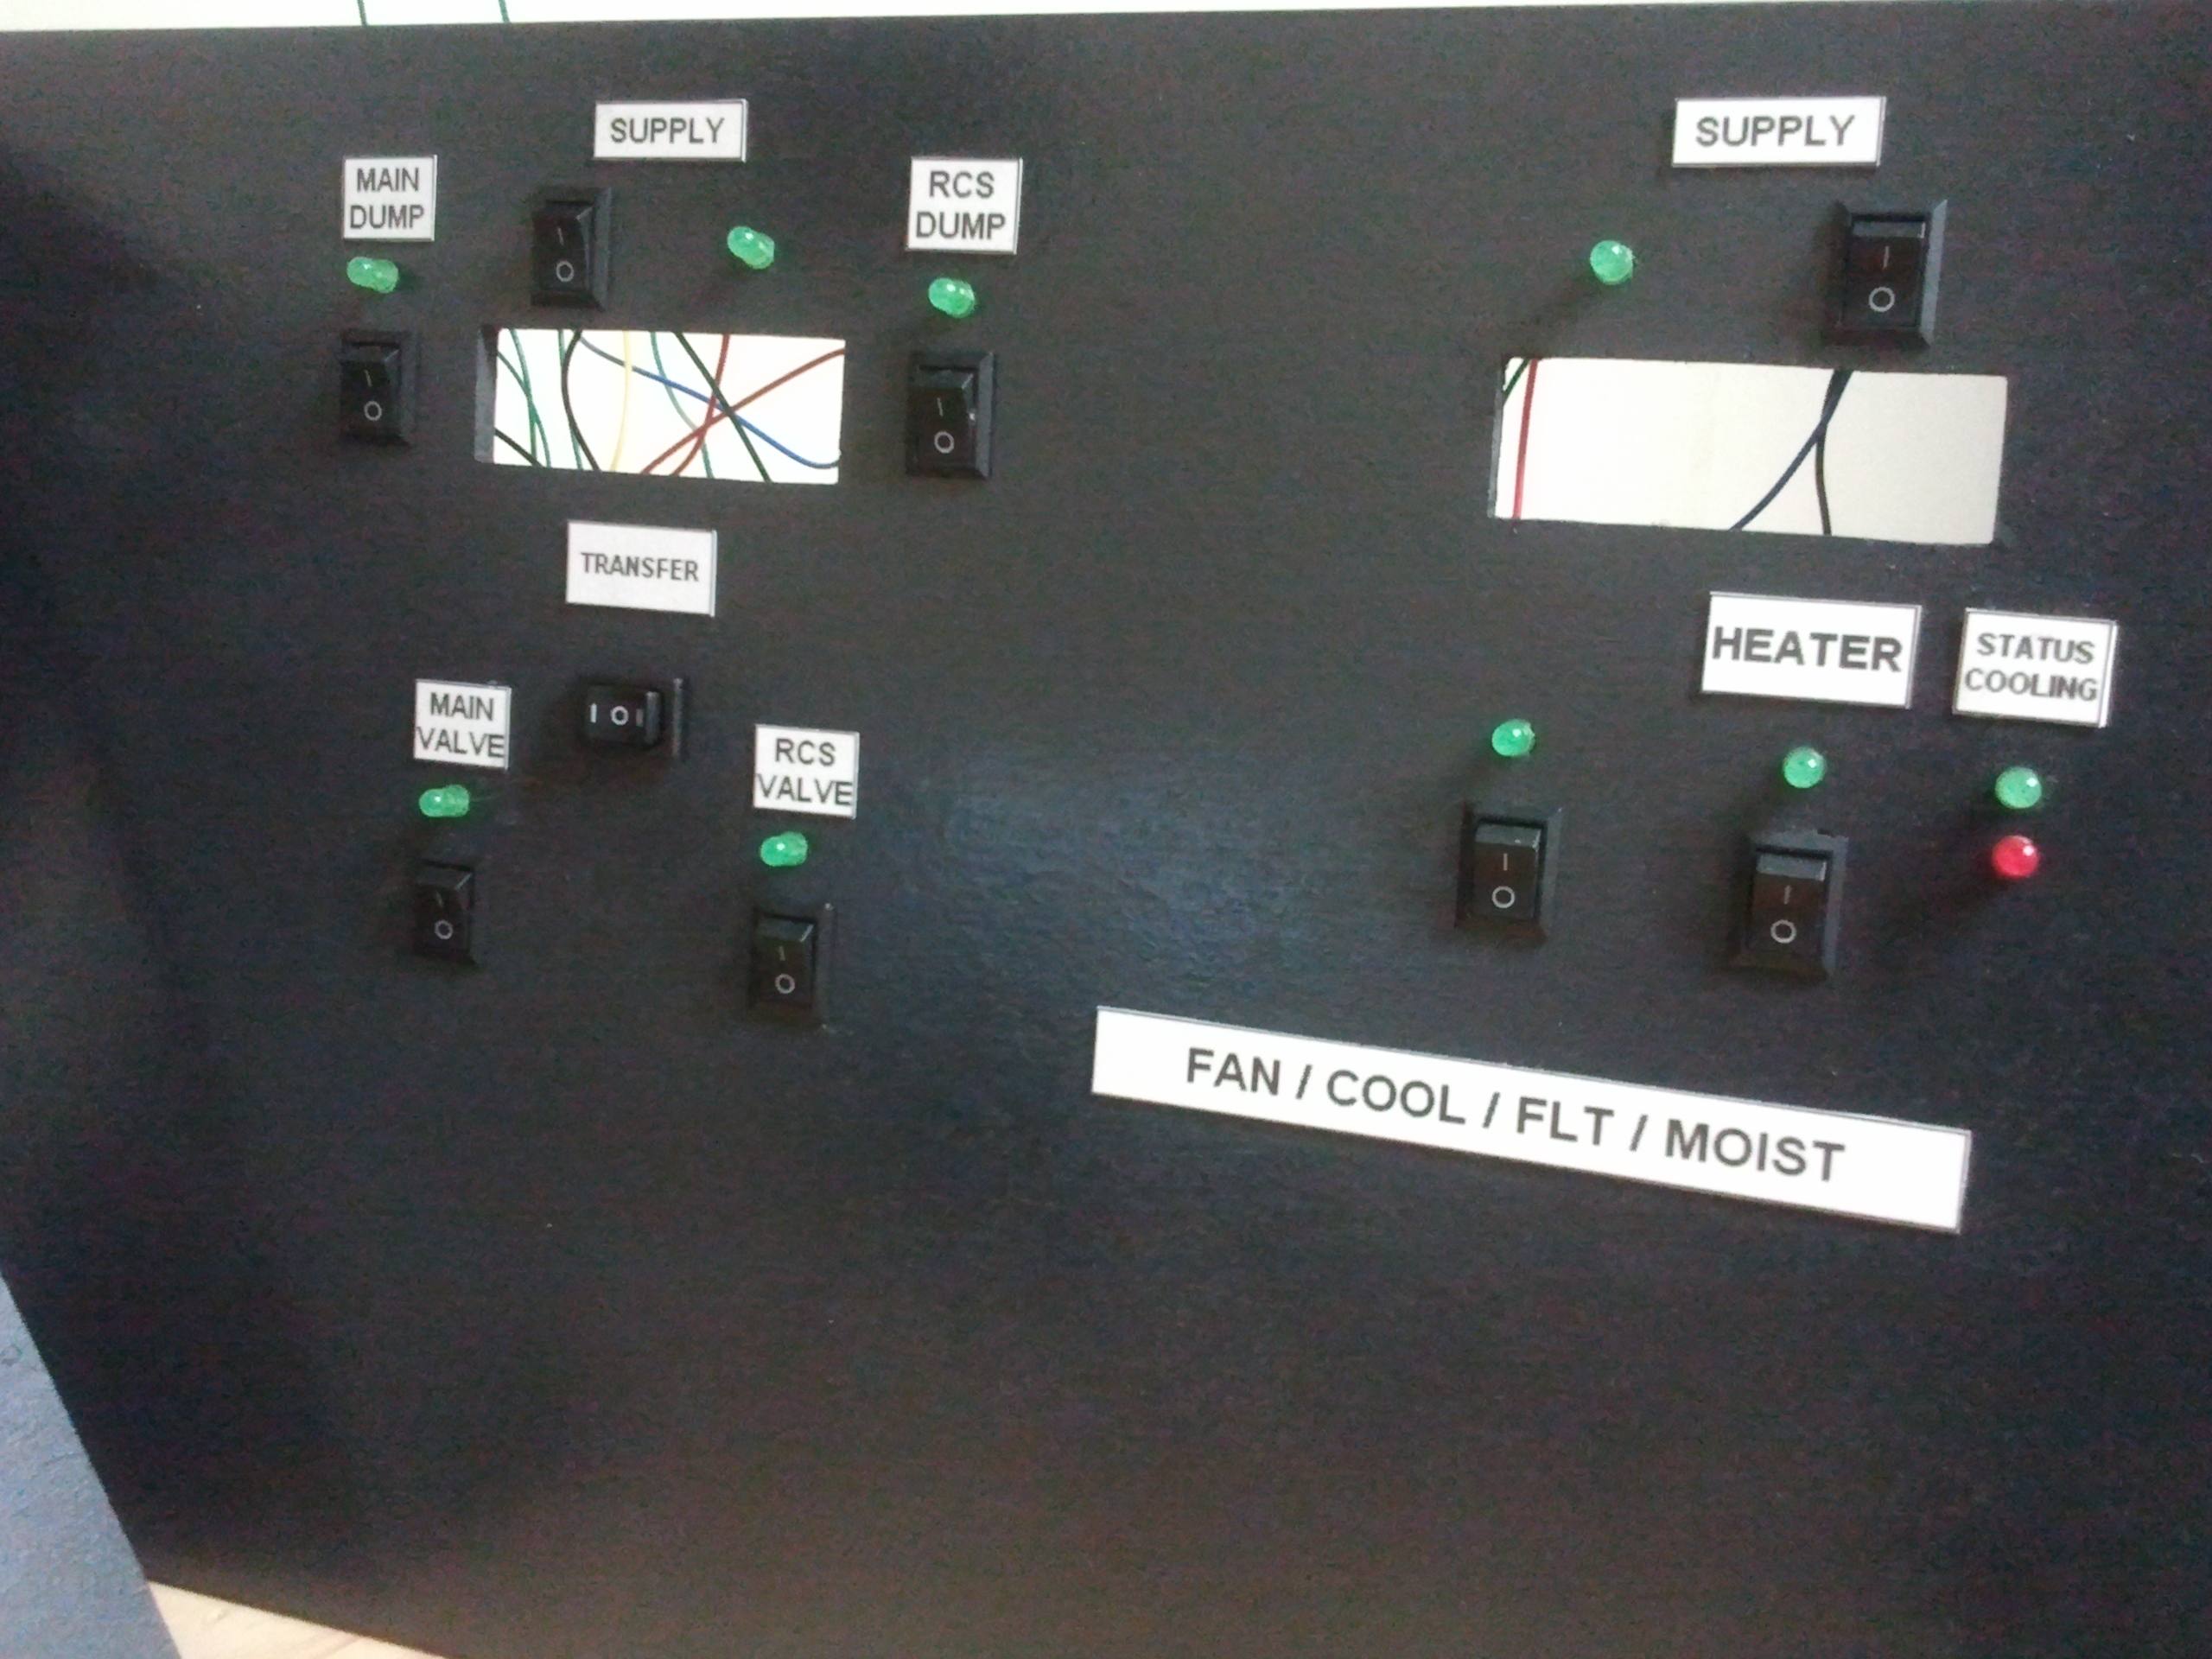 SUPPLY
SUPPLY
MAIN
DUMP
RCS
DUMP
TRANSFER
HEATER
STATUS
COOLING
MAIN
VALVE
RCS
VALVE
FAN / COOL / FLT / MOIST